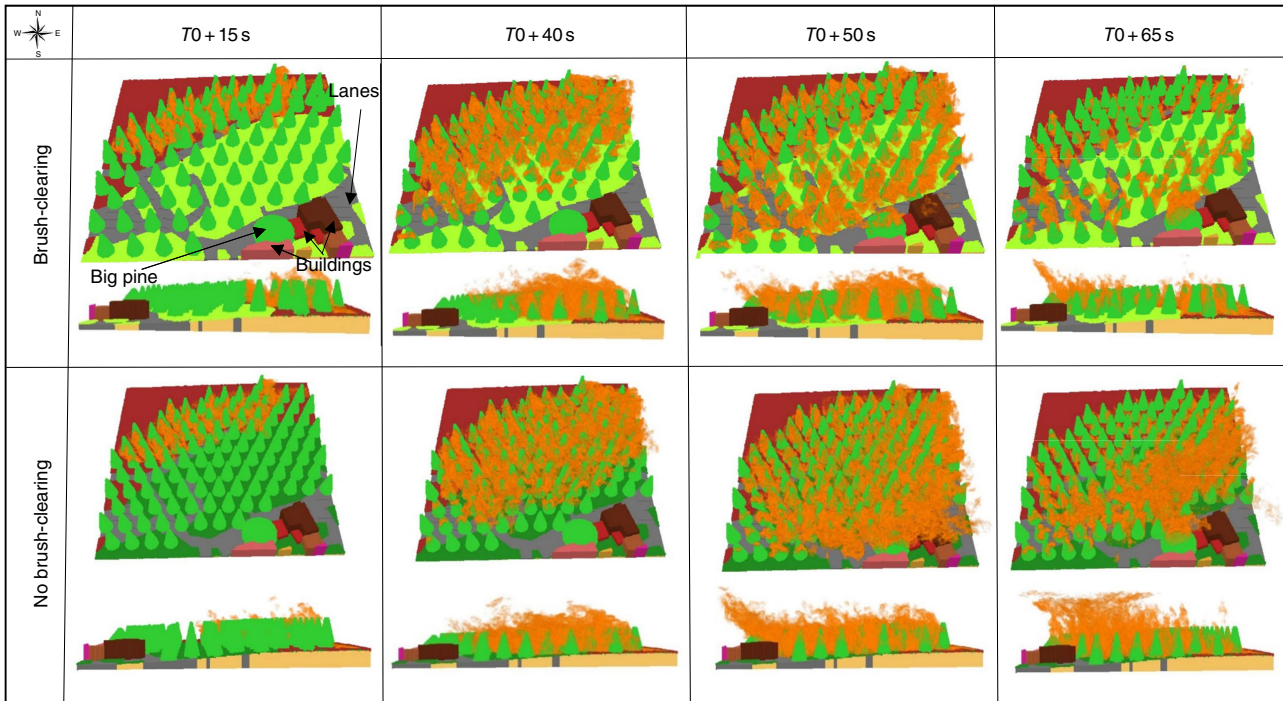 N
W E
S
T0 + 15 s
T0 + 40 s
T0 + 50 s
T0 + 65 s
Brush-clearing
Lanes
Big pine
Buildings
No brush-clearing